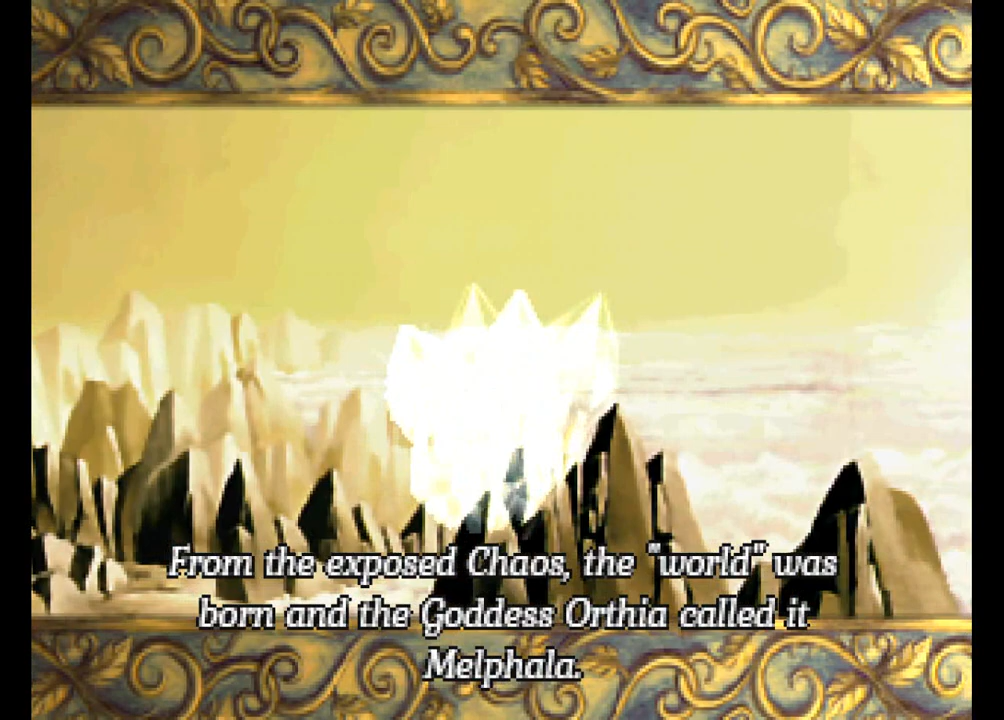 From the exposed Chaos, the "world" was
born and the Goddess Orthia called it
Melphala.